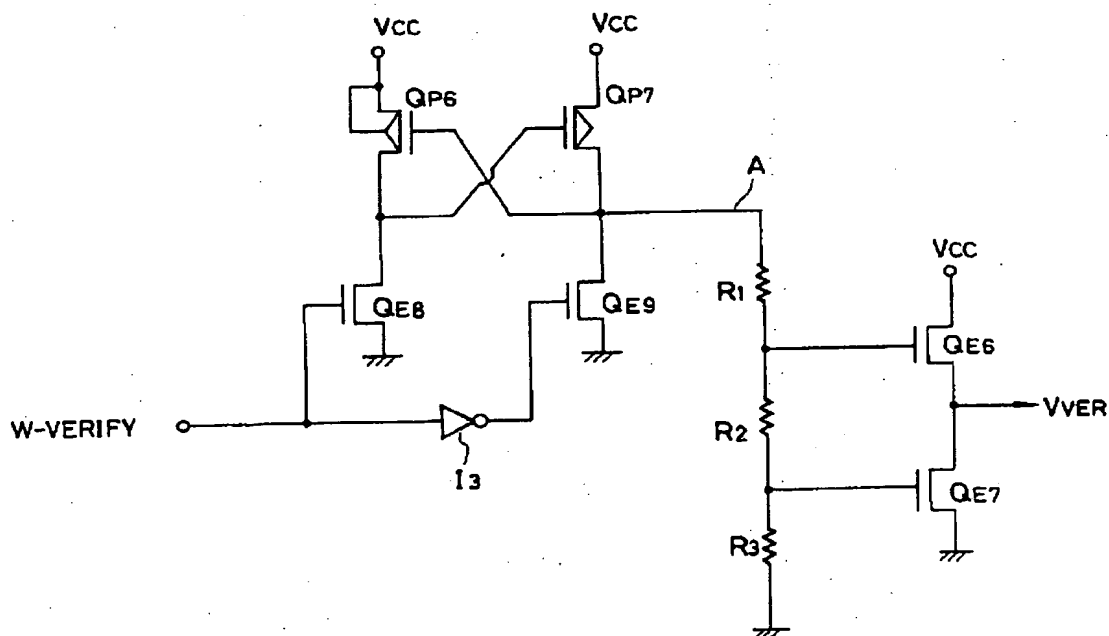 VCC
VCC
QP6
QP7
A
VCC
R1
QE8
QE9
QE6
W-VERIFY
R2
VVER
I3
QE7
R3